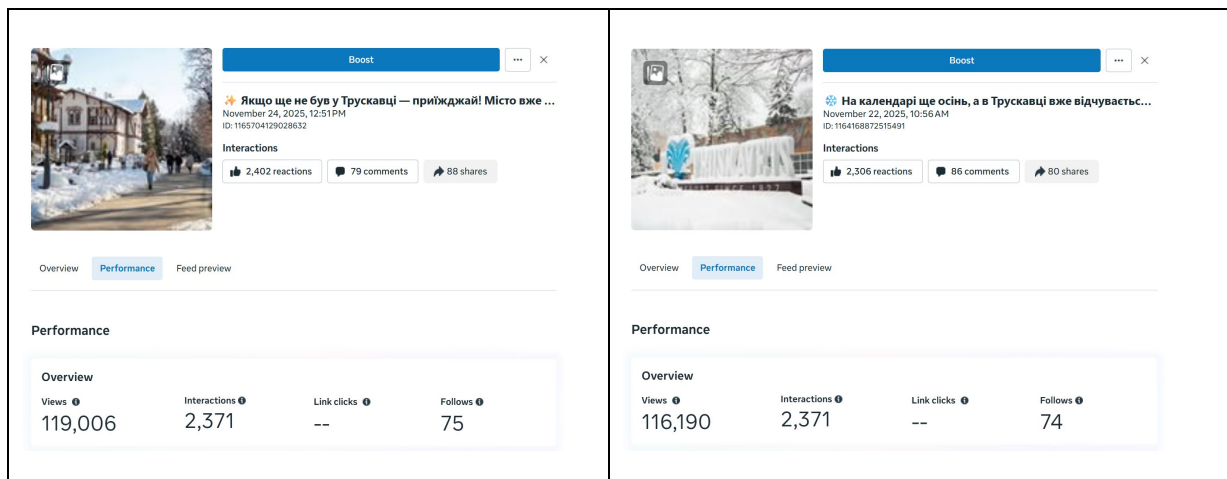 Boost
✨ Якщо ще не був у Трускавці — приїжджай! Місто вже ...
November 24, 2025, 12:51 PM
ID: 1165704129028632
Interactions
2,402 reactions
79 comments
88 shares
Overview
Performance
Feed preview
Performance
Overview
Views
Interactions
Link clicks
Follows
119,006
2,371
--
75
Boost
❄️ На календарі ще осінь, а в Трускавці вже відчуваєтьс...
November 22, 2025, 10:56 AM
ID: 1164168872515491
Interactions
2,306 reactions
86 comments
80 shares
SINCE 1827
Overview
Performance
Feed preview
Performance
Overview
Views
Interactions
Link clicks
Follows
116,190
2,371
--
74